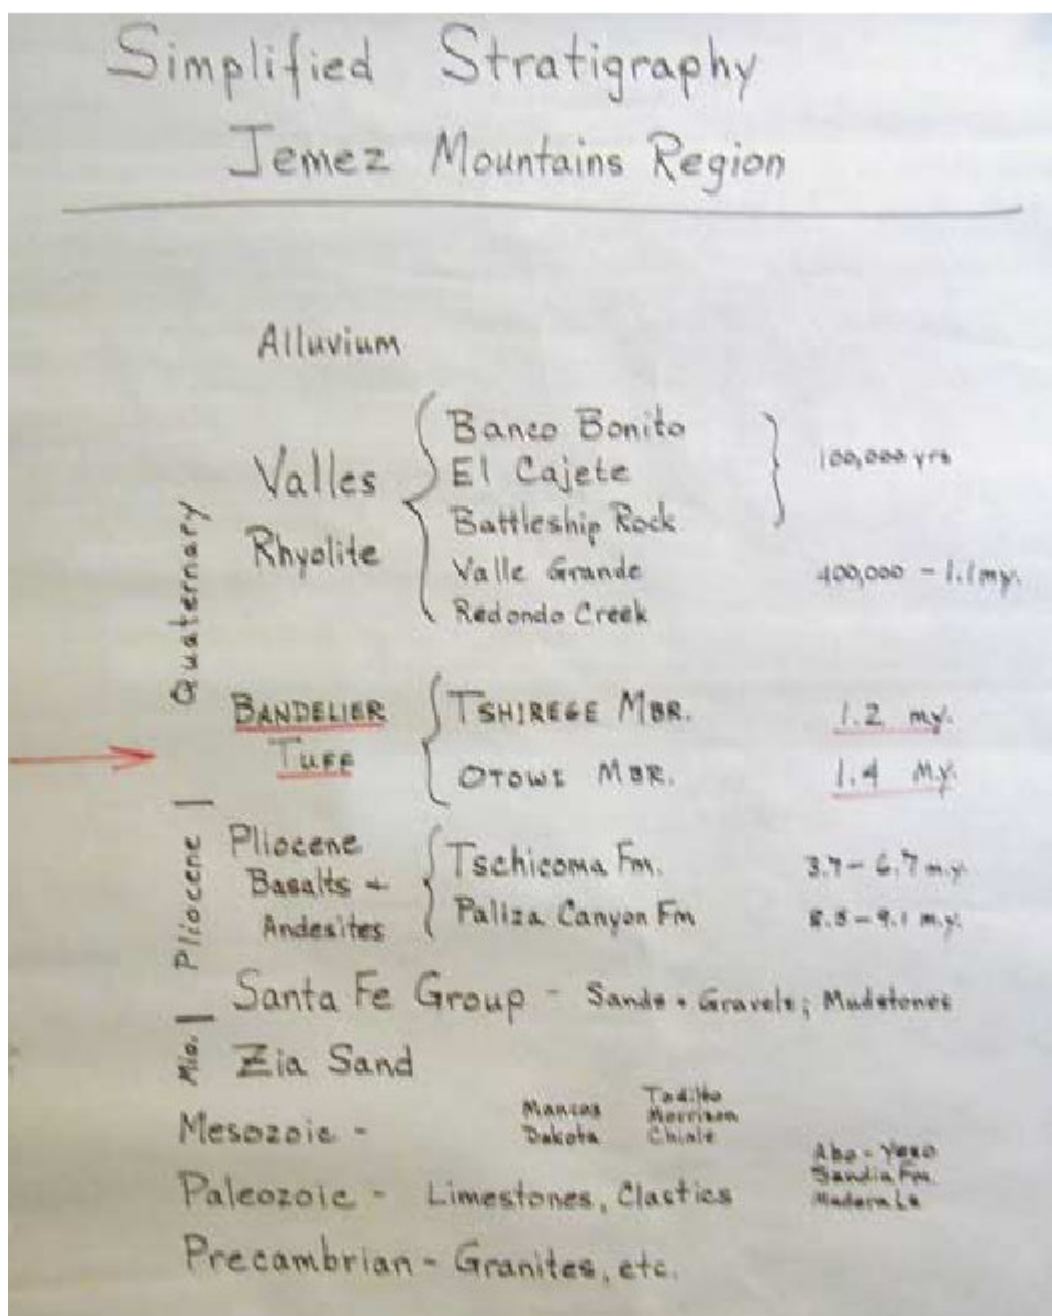 Simplified Stratigraphy
Jemez Mountains Region
Alluvium
Quaternary
Valles
Rhyolite
Banco Bonito
El Cajete
Battleship Rock
100,000 yrs
Valle Grande
400,000 - 1.1 my.
Redondo Creek
BANDELIER
TUFF
TSHIREGE MBR.
1.2 my.
OTOWI MBR.
1.4 M.y.
Pliocene
Pliocene
Basalts +
Andesites
Tschicoma Fm.
3.7 - 6.7 m.y.
Paliza Canyon Fm
8.5 - 9.1 m.y.
Santa Fe Group - Sands + Gravels; Mudstones
Mio.
Zia Sand
Mesozoic -
Mancos
Dakota
Todilto
Morrison
Chinle
Paleozoic - Limestones, Clastics
Abo - Yeso
Sandia Fm.
Madera Ls
Precambrian - Granites, etc.